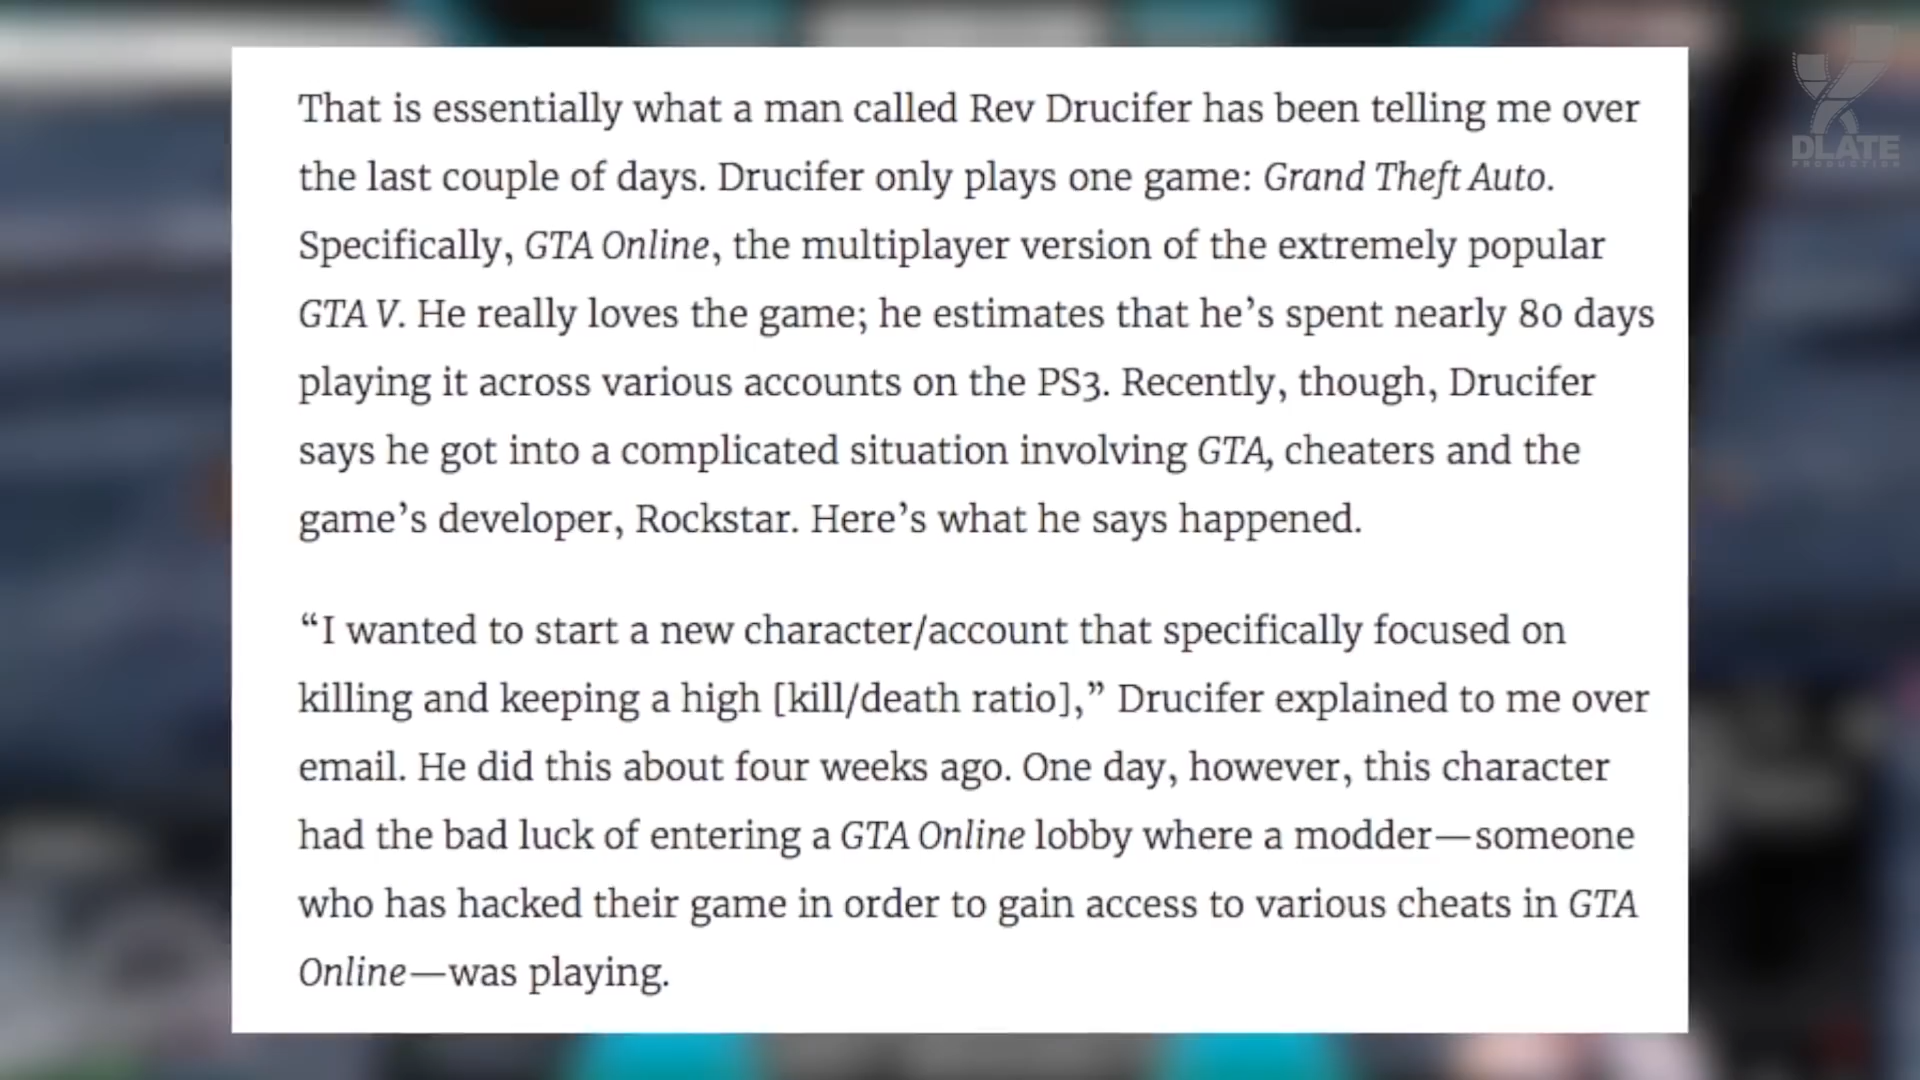 That is essentially what a man called Rev Drucifer has been telling me over
the last couple of days. Drucifer only plays one game: Grand Theft Auto.
Specifically, GTA Online, the multiplayer version of the extremely popular
GTA V. He really loves the game; he estimates that he’s spent nearly 80 days
playing it across various accounts on the PS3. Recently, though, Drucifer
says he got into a complicated situation involving GTA, cheaters and the
game’s developer, Rockstar. Here’s what he says happened.
“I wanted to start a new character/account that specifically focused on
killing and keeping a high [kill/death ratio],” Drucifer explained to me over
email. He did this about four weeks ago. One day, however, this character
had the bad luck of entering a GTA Online lobby where a modder—someone
who has hacked their game in order to gain access to various cheats in GTA
Online—was playing.
DLATE
PRODUCTION